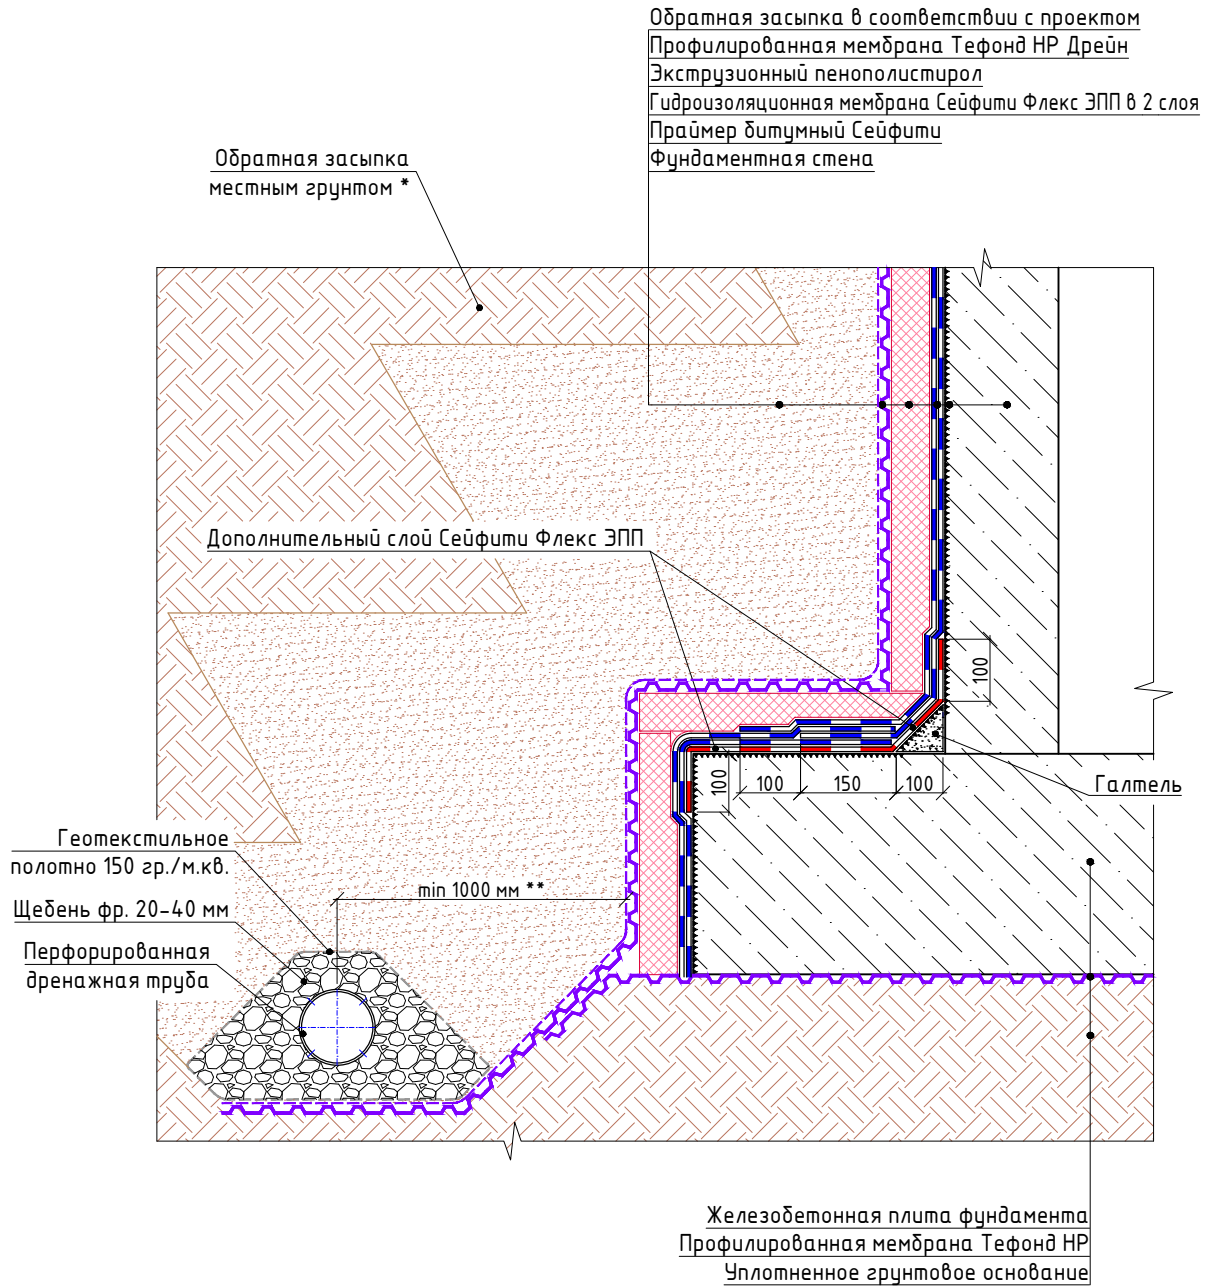 Обратная засыпка в соответствии с проектом
Профилированная мембрана Тефонд НР Дрейн
Экструзионный пенополистирол
Гидроизоляционная мембрана Сейфити Флекс ЭПП в 2 слоя
Праймер битумный Сейфити
Фундаментная стена
Обратная засыпка
местным грунтом *
Дополнительный слой Сейфити Флекс ЭПП
100
100
100
150
100
Галтель
Геотекстильное
полотно 150 гр./м.кв.
min 1000 мм **
Щебень фр. 20-40 мм
Перфорированная
дренажная труба
Железобетонная плита фундамента
Профилированная мембрана Тефонд НР
Уплотненное грунтовое основание